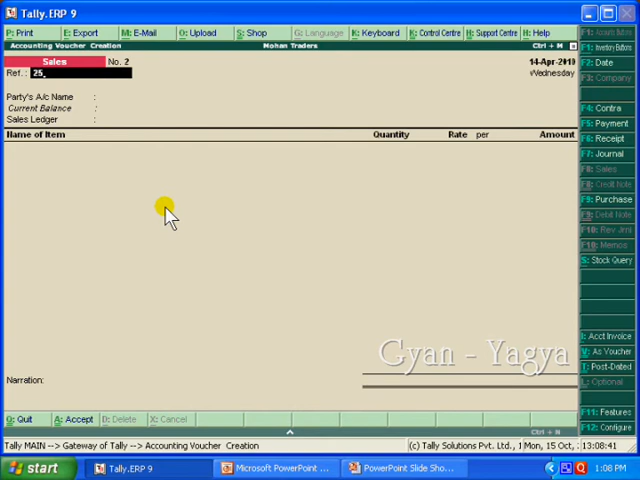 Tally.ERP 9
P: Print E: Export M: E-Mail O: Upload S: Shop G: Language K: Keyboard K: Control Centre H: Support Centre H: Help
Accounting Voucher Creation Mohan Traders Ctrl + M
F1: Inventory Buttons
Sales No. 2
Wednesday
F2: Date
Ref. : 25
F3: Company
Party's A/c Name :
Current Balance :
F4: Contra
Sales Ledger :
F5: Payment
Name of Item Quantity Rate per Amount
F6: Receipt
F7: Journal
F8: Sales
F8: Credit Note
F9: Purchase
F9: Debit Note
F10: Rev Jrnl
F10: Memos
S: Stock Query
I: Acct Invoice
V: As Voucher
Gyan - Yagya
T: Post-Dated
Narration:
L: Optional
F11: Features
Q: Quit A: Accept D: Delete X: Cancel
F12: Configure
Ctrl + N
Tally MAIN --> Gateway of Tally --> Accounting Voucher Creation (c) Tally Solutions Pvt. Ltd., 1 Mon, 15 Oct, 13:08:41
start Tally.ERP 9 Microsoft PowerPoint ... PowerPoint Slide Sho... 1:08 PM